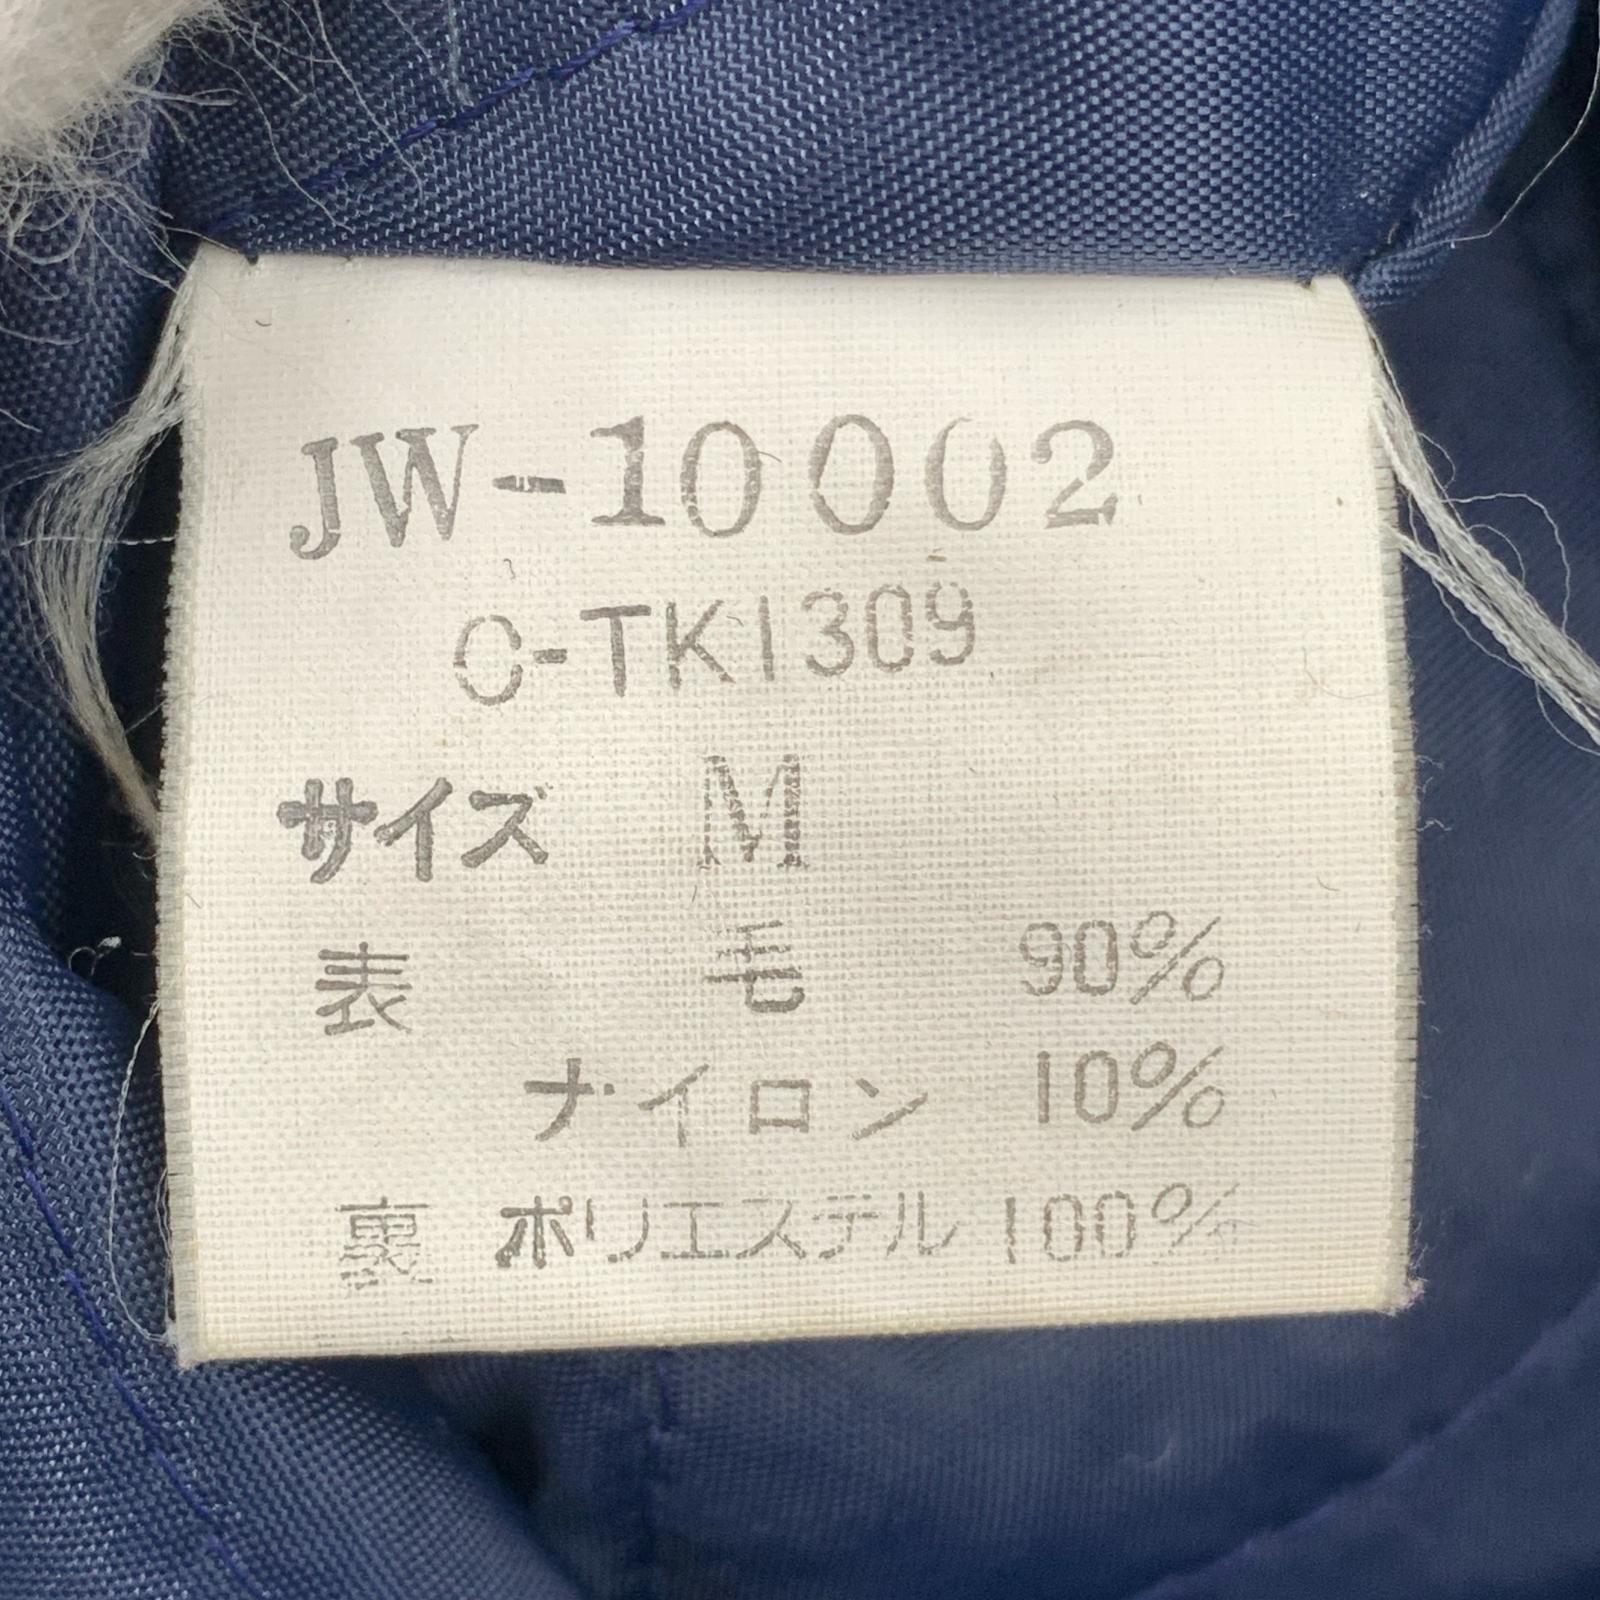 JW-10002
C-TK1309
サイズ M
表 毛 90%
ナイロン 10%
裏 ポリエステル 100%